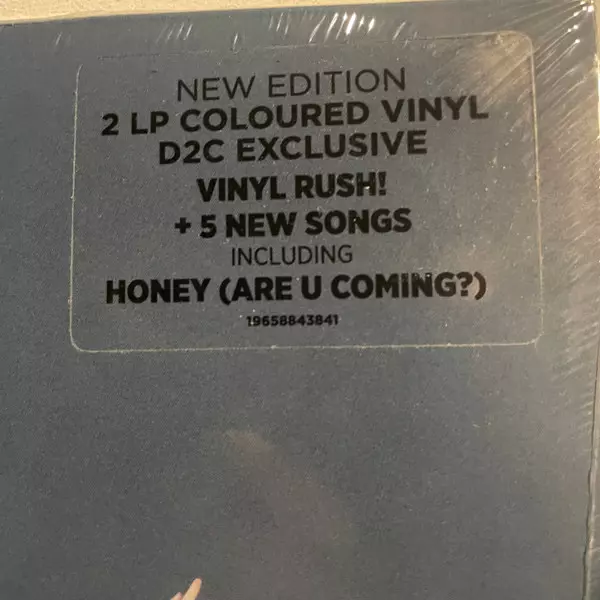 NEW EDITION
2 LP COLOURED VINYL
D2C EXCLUSIVE
VINYL RUSH!
+ 5 NEW SONGS
INCLUDING
HONEY (ARE U COMING?)
19658843841